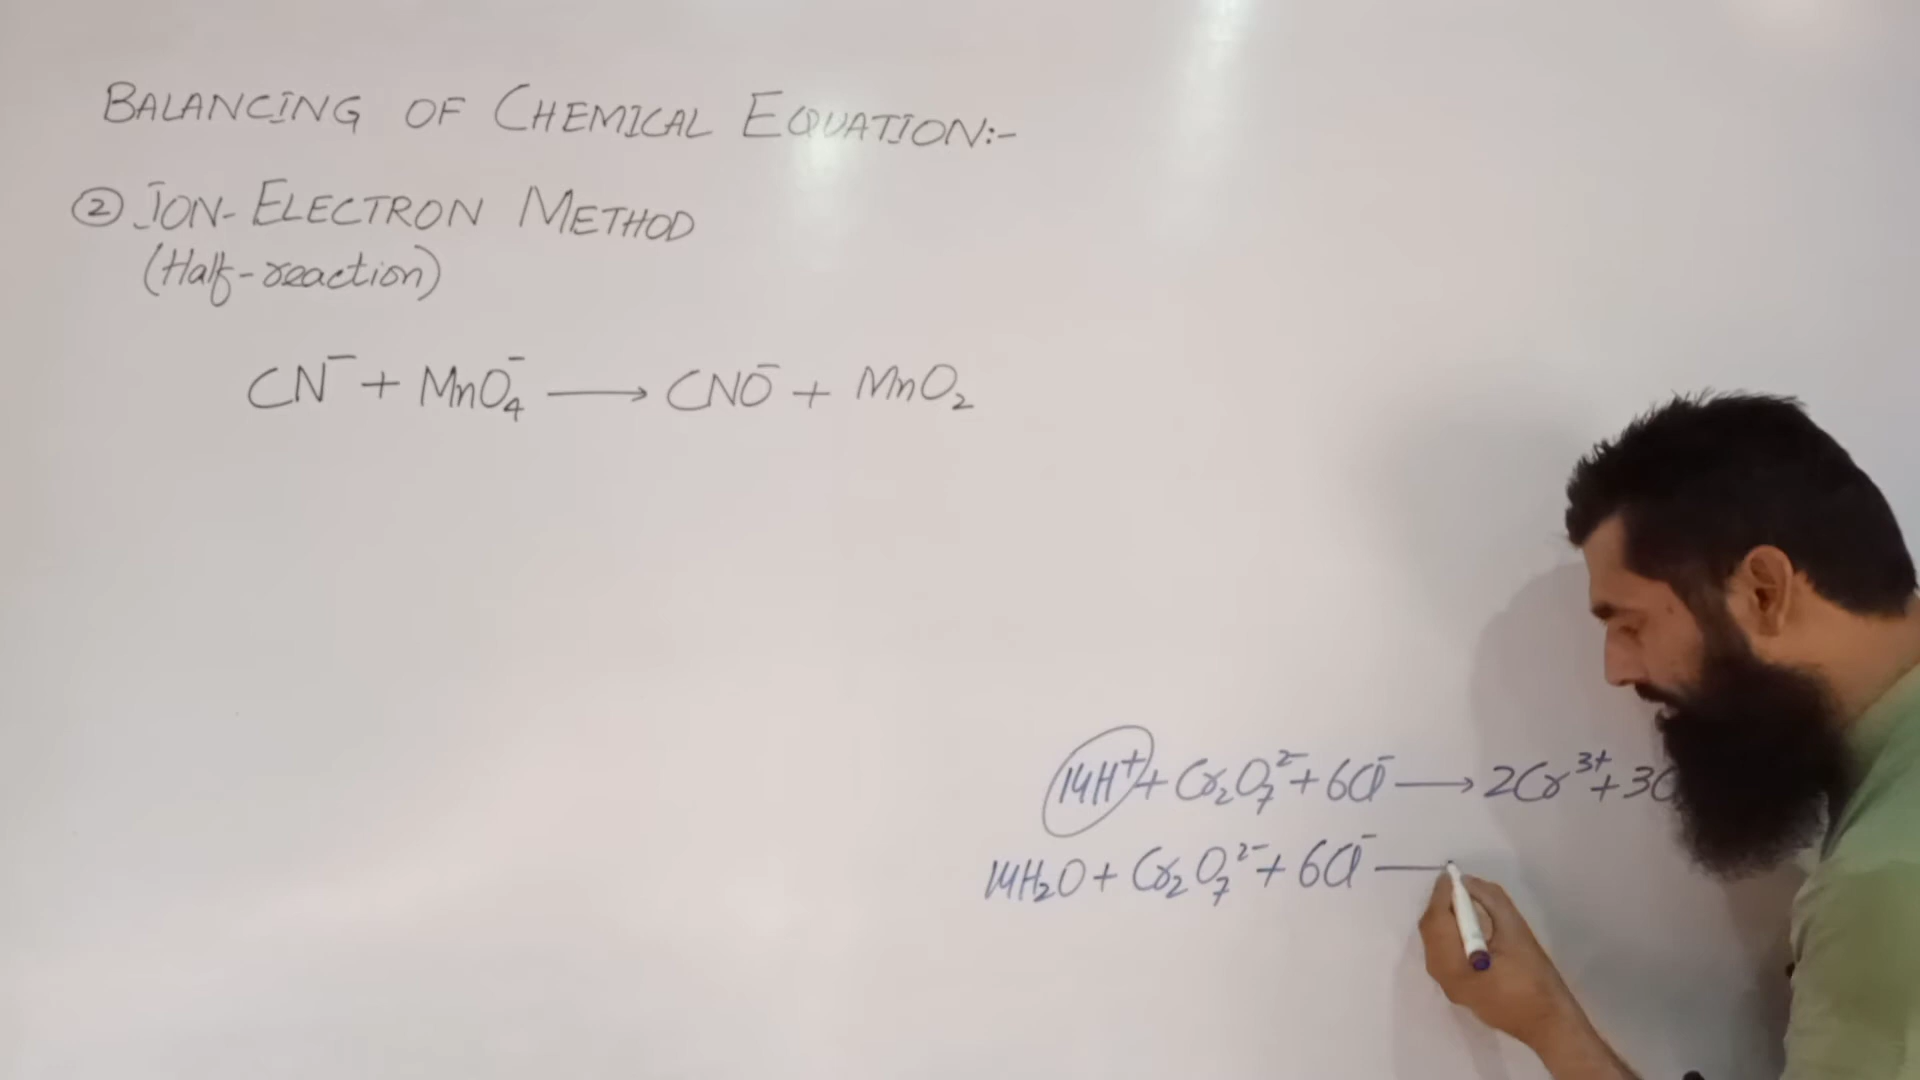 BALANCING OF CHEMICAL EQUATION:-
② ION-ELECTRON METHOD
(Half-reaction)
CN⁻ + MnO₄⁻ ⟶ CNO⁻ + MnO₂
14H⁺ + Cr₂O₇²⁻ + 6Cl⁻ ⟶ 2Cr³⁺ + 3C
14H₂O + Cr₂O₇²⁻ + 6Cl⁻ —